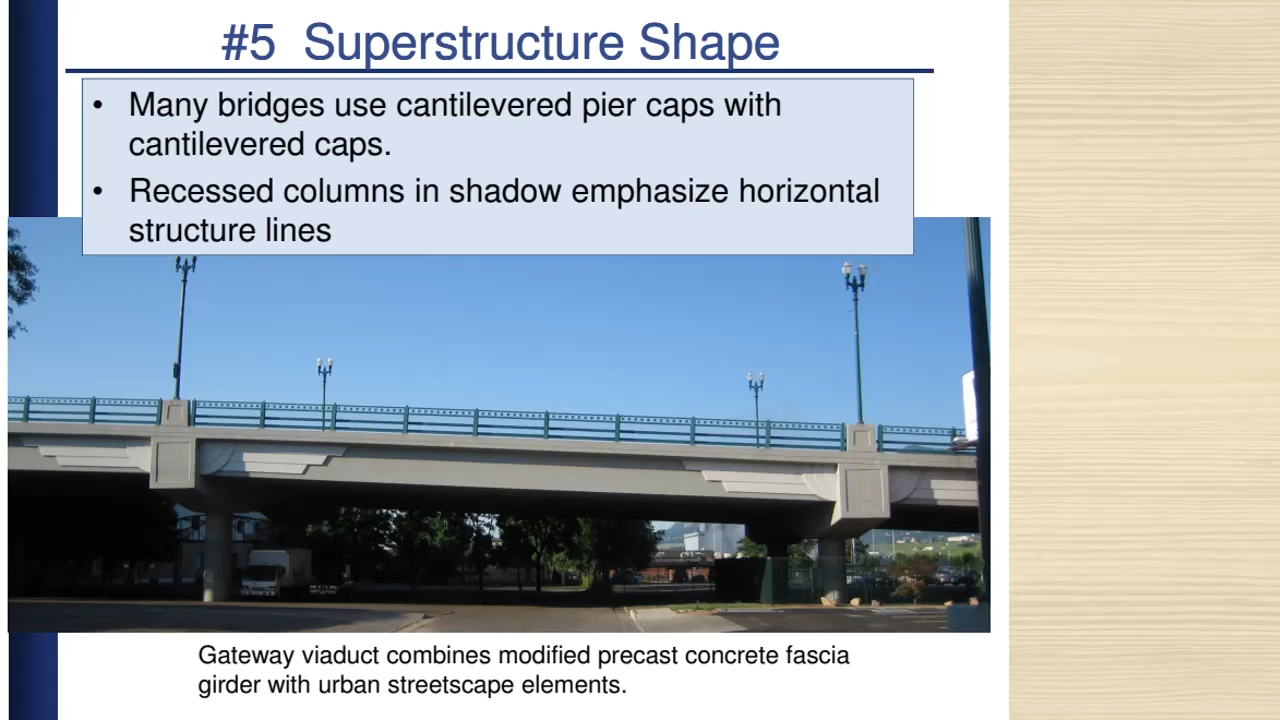 #5 Superstructure Shape
• Many bridges use cantilevered pier caps with
cantilevered caps.
• Recessed columns in shadow emphasize horizontal
structure lines
Gateway viaduct combines modified precast concrete fascia
girder with urban streetscape elements.